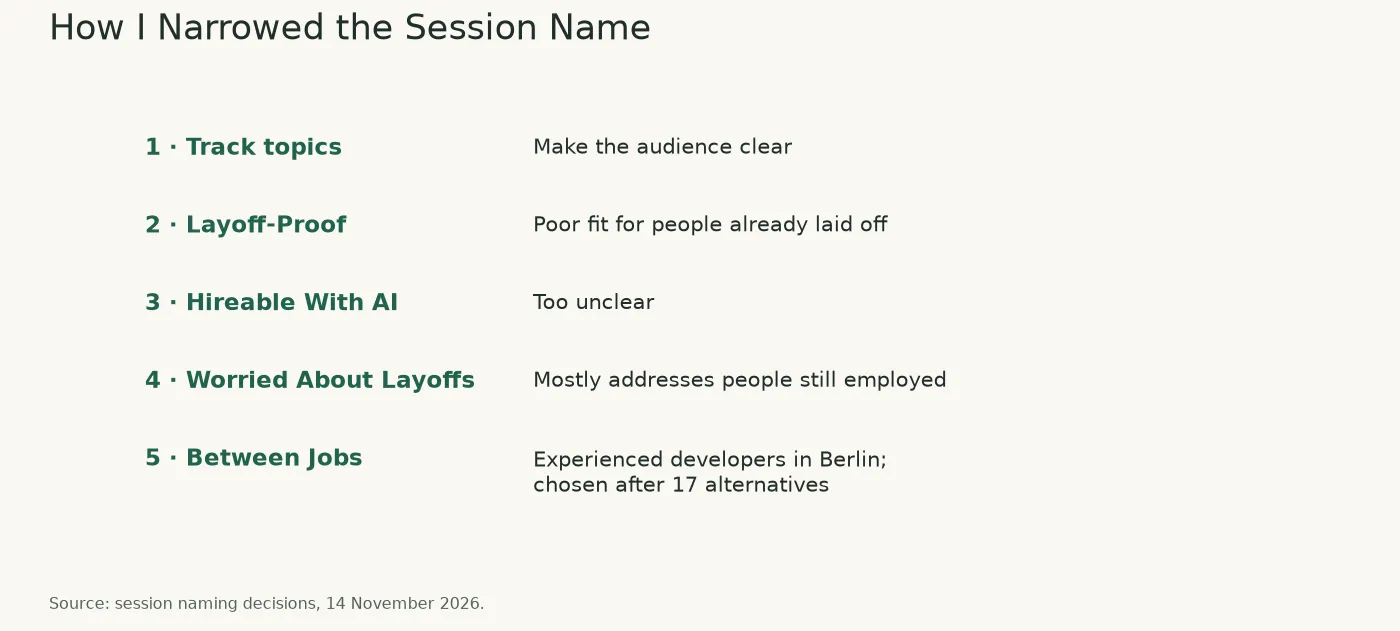 How I Narrowed the Session Name
1 · Track topics
Make the audience clear
2 · Layoff-Proof
Poor fit for people already laid off
3 · Hireable With AI
Too unclear
4 · Worried About Layoffs
Mostly addresses people still employed
5 · Between Jobs
Experienced developers in Berlin;
chosen after 17 alternatives
Source: session naming decisions, 14 November 2026.